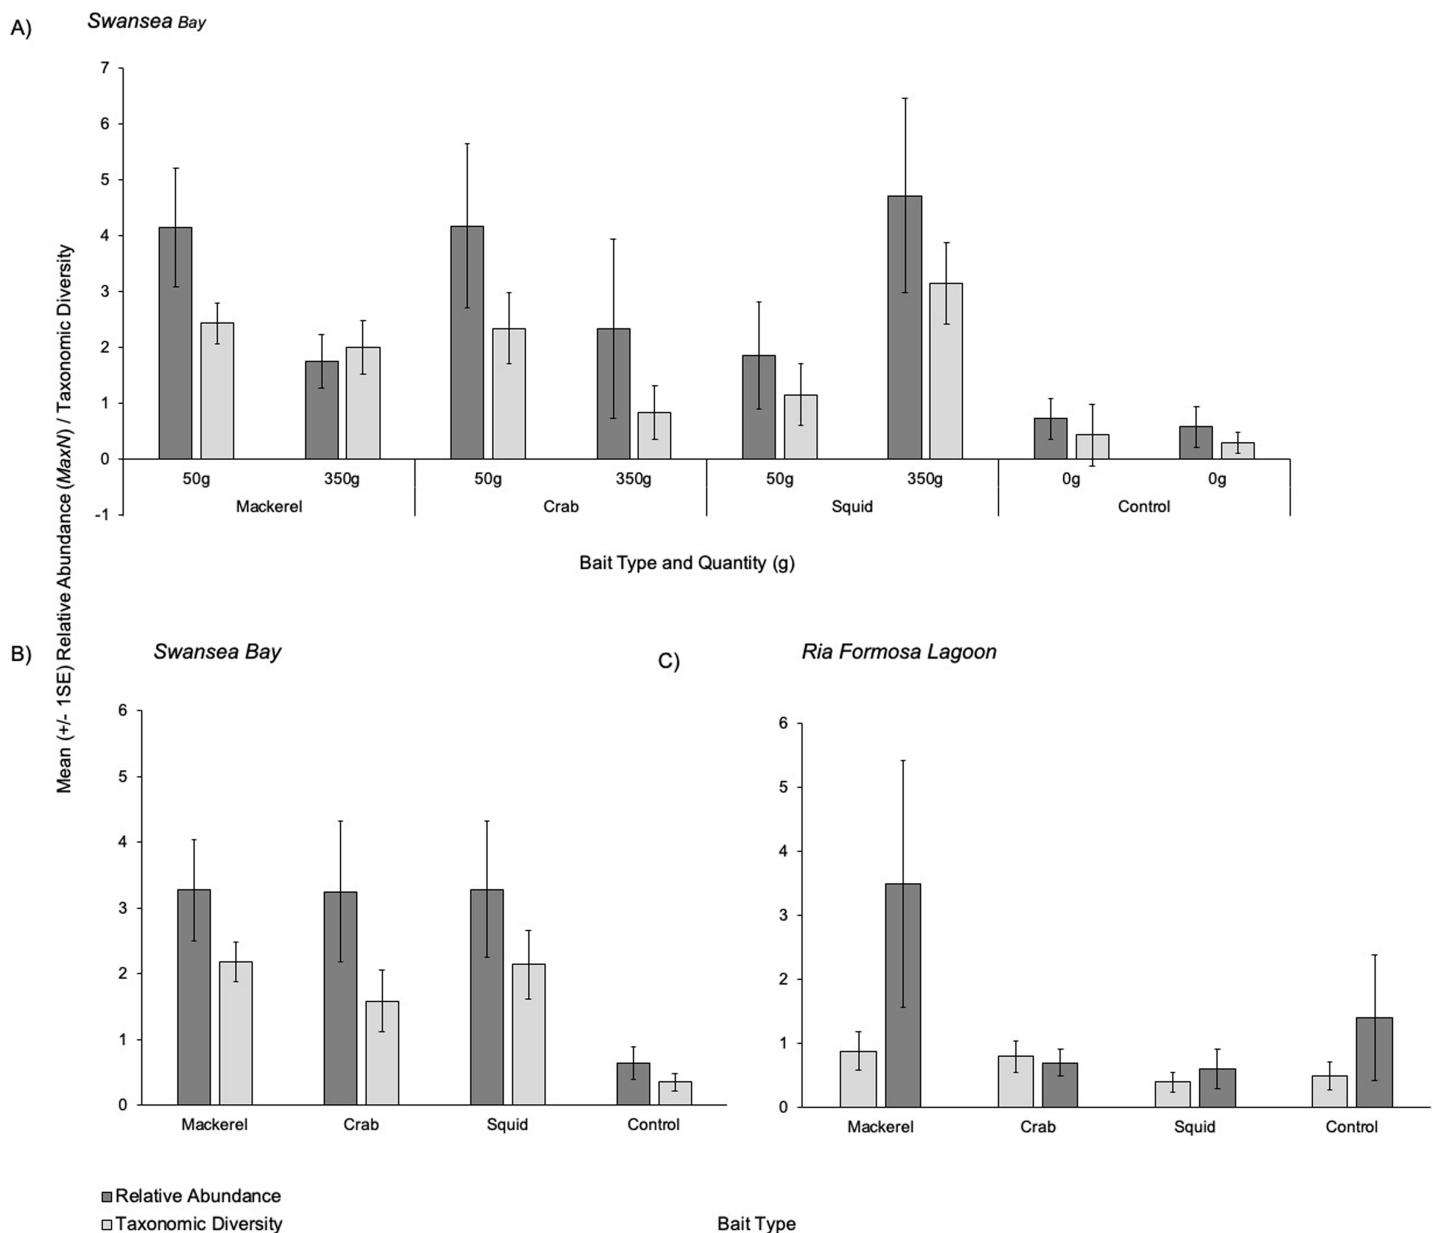 A)
Swansea Bay
Mean (+/- 1SE) Relative Abundance (MaxN) / Taxonomic Diversity
7
6
5
4
3
2
1
0
-1
50g 350g 50g 350g 50g 350g 0g 0g
Mackerel Crab Squid Control
Bait Type and Quantity (g)
B)
Swansea Bay
6
5
4
3
2
1
0
Mackerel Crab Squid Control
C)
Ria Formosa Lagoon
6
5
4
3
2
1
0
Mackerel Crab Squid Control
Relative Abundance
Taxonomic Diversity
Bait Type